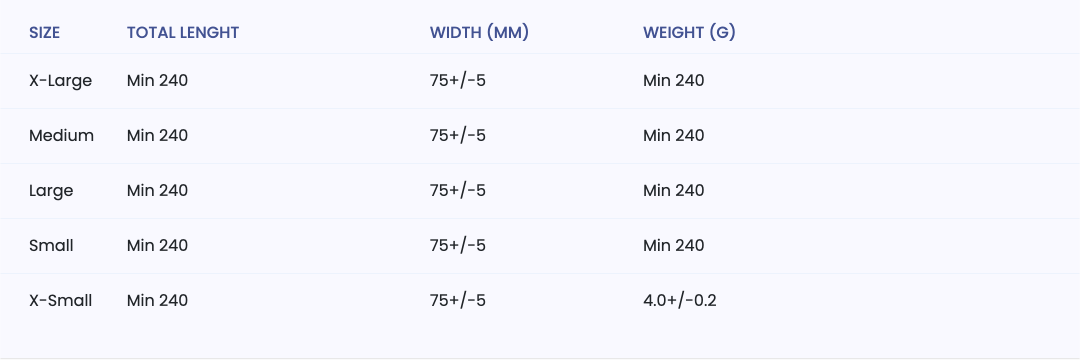 SIZE TOTAL LENGHT WIDTH (MM) WEIGHT (G)
X-Large Min 240 75+/-5 Min 240
Medium Min 240 75+/-5 Min 240
Large Min 240 75+/-5 Min 240
Small Min 240 75+/-5 Min 240
X-Small Min 240 75+/-5 4.0+/-0.2